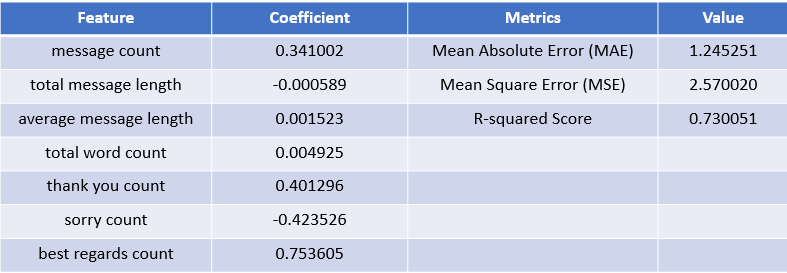 Feature Coefficient Metrics Value
message count 0.341002 Mean Absolute Error (MAE) 1.245251
total message length -0.000589 Mean Square Error (MSE) 2.570020
average message length 0.001523 R-squared Score 0.730051
total word count 0.004925
thank you count 0.401296
sorry count -0.423526
best regards count 0.753605